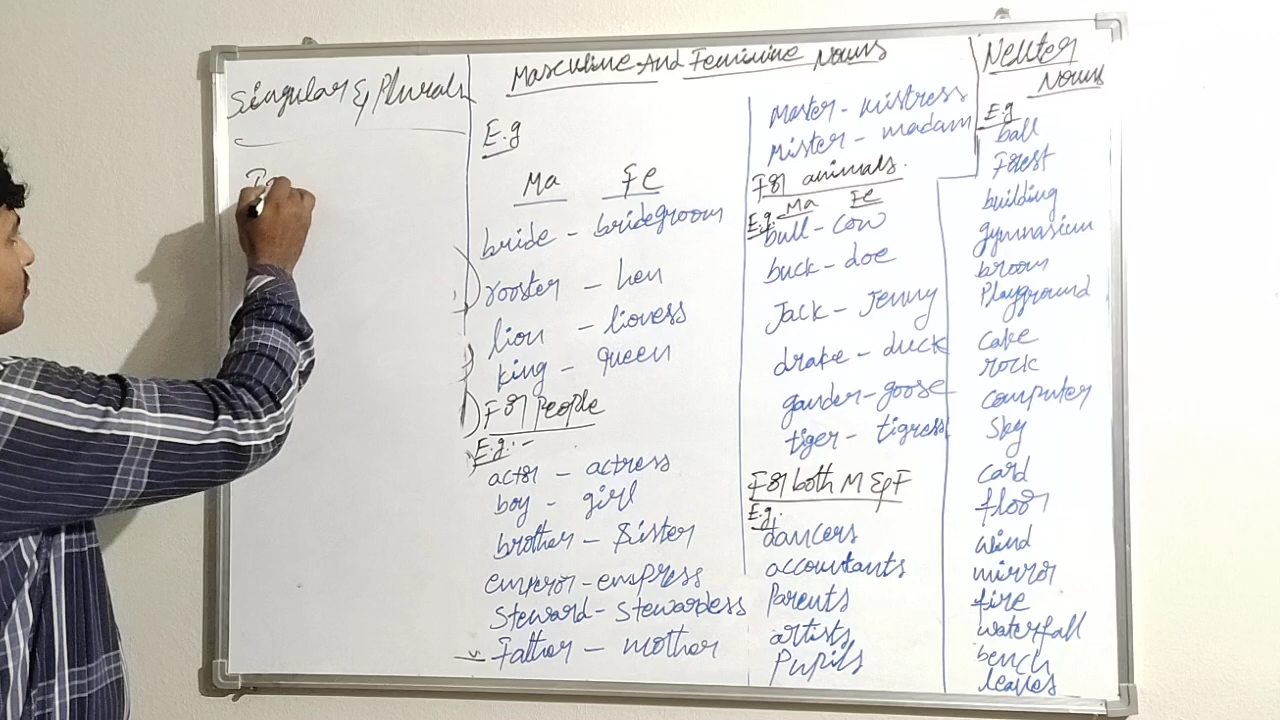 Singular & Plurals
Masculine And Feminine Nouns
E.g
Ma Fe
bride - bridegroom
rooster - hen
lion - lioness
king - queen
For People
E.g:-
actor - actress
boy - girl
brother - sister
emperor - empress
Steward - Stewardess
Father - mother
Master - mistress
Mister - madam
For animals.
E.g. Ma Fe
bull - cow
buck - doe
Jack - Jenny
drake - duck
gander - goose
tiger - tigress
For both M & F
E.g.
dancers
accountants
Parents
artists
Pupils
Neuter
Nouns
E.g
ball
Forest
building
gymnasium
broom
Playground
cake
rock
computer
Sky
card
floor
wind
mirror
fire
waterfall
bench
leaves